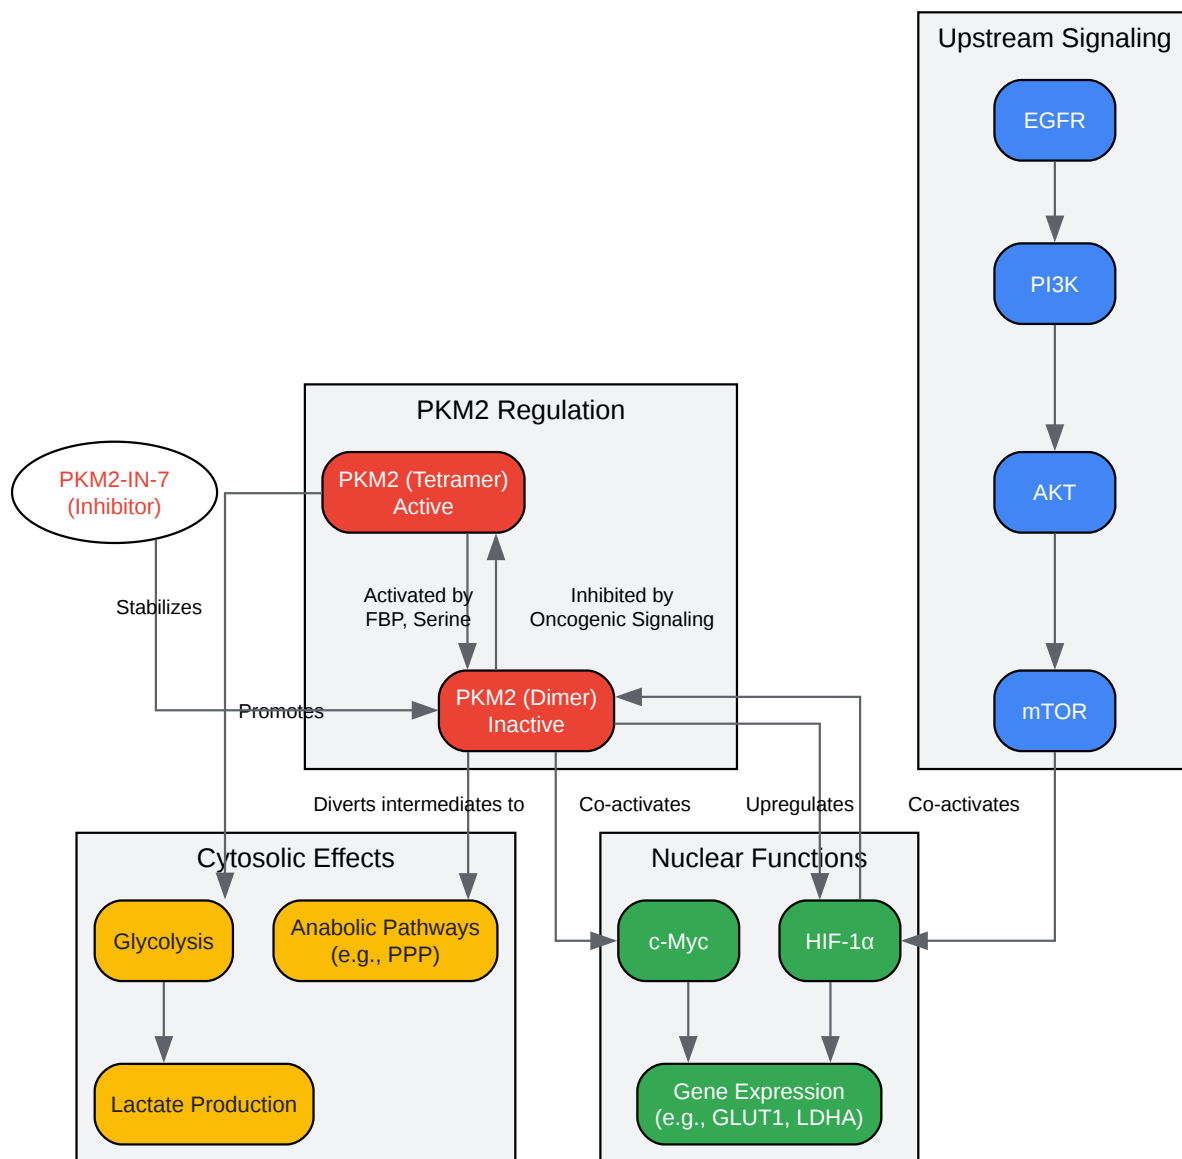 Upstream Signaling
EGFR
PI3K
PKM2 Regulation
PKM2-IN-7
(Inhibitor)
PKM2 (Tetramer)
Active
AKT
Stabilizes
Activated by
FBP, Serine
Inhibited by
Oncogenic Signaling
Promotes
PKM2 (Dimer)
Inactive
mTOR
Diverts intermediates to
Co-activates
Upregulates
Co-activates
Cytosolic Effects
Nuclear Functions
Glycolysis
Anabolic Pathways
(e.g., PPP)
c-Myc
HIF-1α
Lactate Production
Gene Expression
(e.g., GLUT1, LDHA)